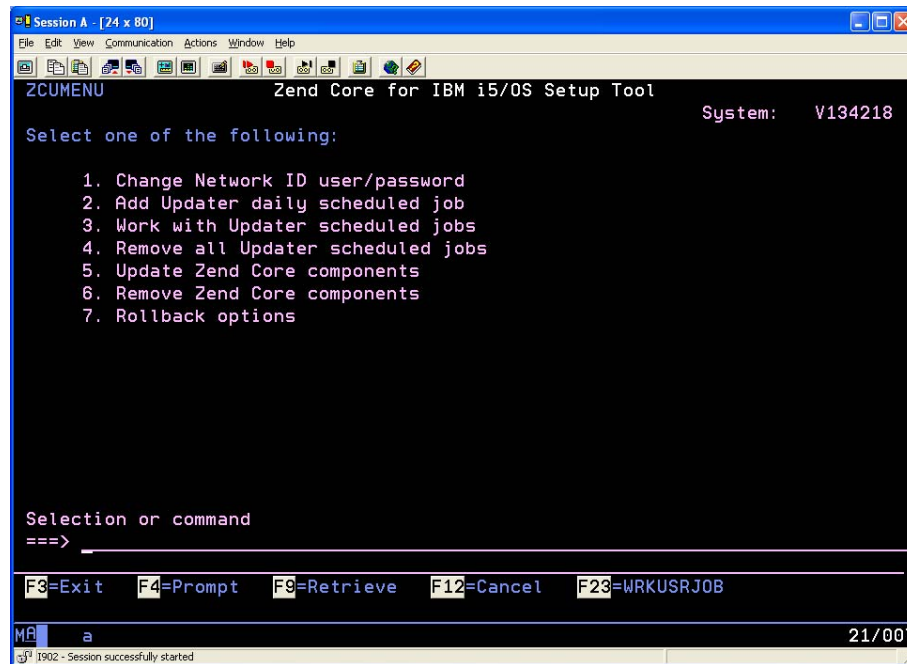 Session A - [24 x 80]
File Edit View Communication Actions Window Help
ZCUMENU Zend Core for IBM i5/OS Setup Tool
System: V134218
Select one of the following:
1. Change Network ID user/password
2. Add Updater daily scheduled job
3. Work with Updater scheduled jobs
4. Remove all Updater scheduled jobs
5. Update Zend Core components
6. Remove Zend Core components
7. Rollback options
Selection or command
===>
F3=Exit F4=Prompt F9=Retrieve F12=Cancel F23=WRKUSRJOB
MA a 21/00
I902 - Session successfully started